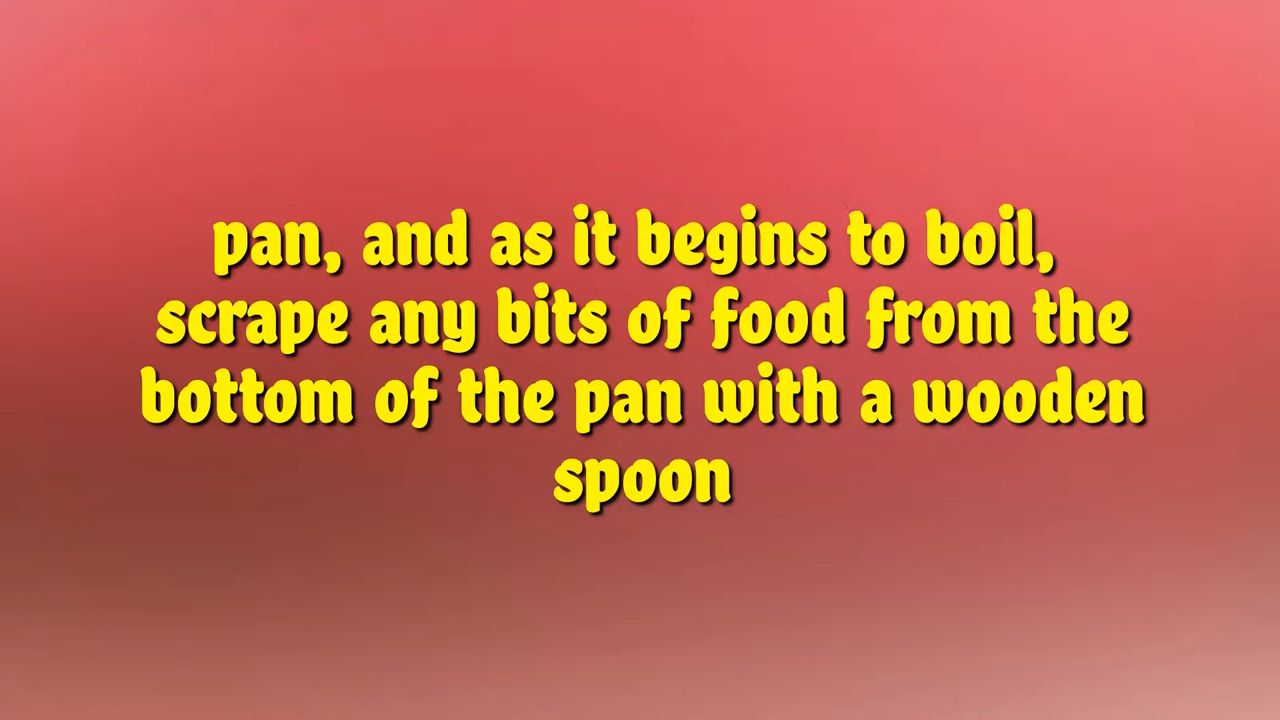 pan, and as it begins to boil,
scrape any bits of food from the
bottom of the pan with a wooden
spoon